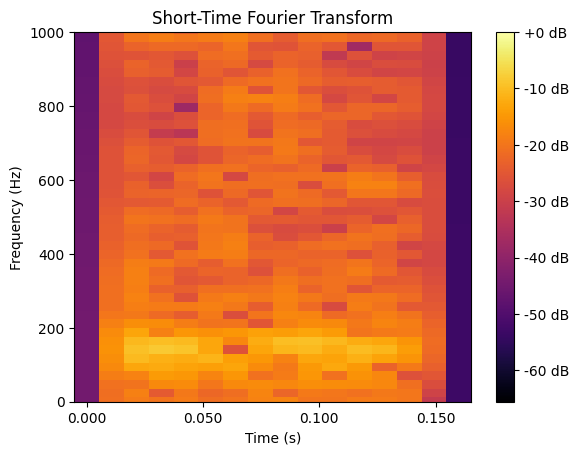 Short-Time Fourier Transform
Frequency (Hz)
1000
800
600
400
200
0
0.000 0.050 0.100 0.150
Time (s)
+0 dB
-10 dB
-20 dB
-30 dB
-40 dB
-50 dB
-60 dB